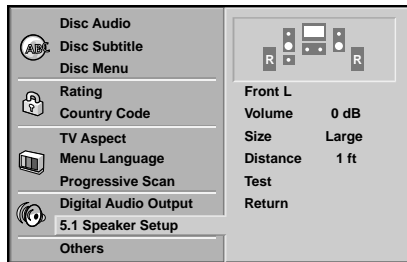 Disc Audio
ABC
Disc Subtitle
Disc Menu
Rating
Country Code
TV Aspect
Menu Language
Progressive Scan
Digital Audio Output
5.1 Speaker Setup
Others
R
R
Front L
Volume 0 dB
Size Large
Distance 1 ft
Test
Return